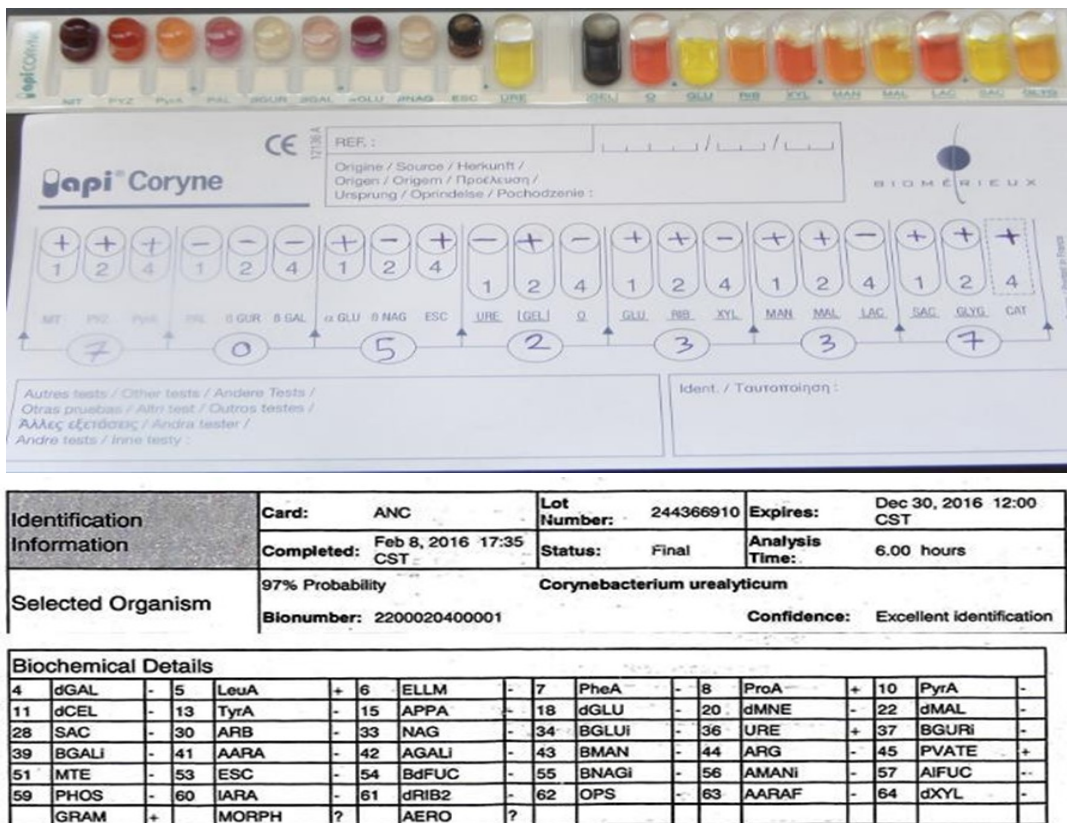 api CORYNE
NIT PYZ PyrA PAL βGUR βGAL αGLU βNAG ESC URE [GEL] O GLU RIB XYL MAN MAL LAC SAC GLYG
CE 12136A REF. : / /
Origine / Source / Herkunft /
Origen / Origem / Προέλευση /
Ursprung / Oprindelse / Pochodzenie :
api® Coryne
BIOMÉRIEUX
+ + + - - - + - + - + - + + - + + - + + +
1 2 4 1 2 4 1 2 4 1 2 4 1 2 4 1 2 4 1 2 4
NIT PYZ PyrA PAL β GUR β GAL α GLU β NAG ESC URE [GEL] O GLU RIB XYL MAN MAL LAC SAC GLYG CAT
7 0 5 2 3 3 7
Autres tests / Other tests / Andere Tests /
Otras pruebas / Altri test / Outros testes /
Άλλες εξετάσεις / Andra tester /
Andre tests / Inne testy :
Ident. / Ταυτοποίηση :
Identification Information
Card: ANC Lot Number: 244366910 Expires: Dec 30, 2016 12:00 CST
Completed: Feb 8, 2016 17:35 CST Status: Final Analysis Time: 6.00 hours
Selected Organism
97% Probability Corynebacterium urealyticum
Bionumber: 2200020400001 Confidence: Excellent identification
Biochemical Details
4 dGAL - 5 LeuA + 6 ELLM - 7 PheA - 8 ProA + 10 PyrA -
11 dCEL - 13 TyrA - 15 APPA 18 dGLU - 20 dMNE - 22 dMAL -
28 SAC - 30 ARB - 33 NAG - 34 BGLUi - 36 URE + 37 BGURi -
39 BGALi - 41 AARA - 42 AGALi - 43 BMAN - 44 ARG - 45 PVATE +
51 MTE - 53 ESC - 54 BdFUC - 55 BNAGi - 56 AMANi - 57 AIFUC -
59 PHOS - 60 IARA - 61 dRIB2 - 62 OPS - 63 AARAF - 64 dXYL -
GRAM + MORPH ? AERO ?